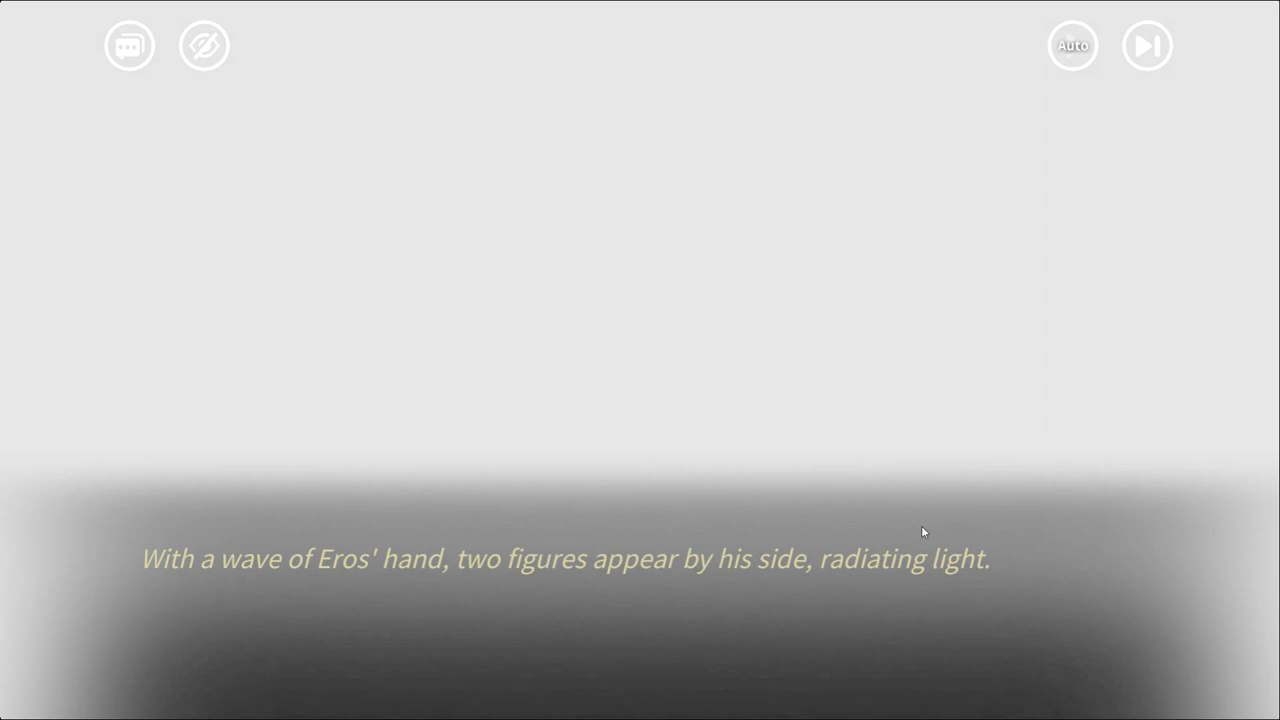 Auto
With a wave of Eros' hand, two figures appear by his side, radiating light.